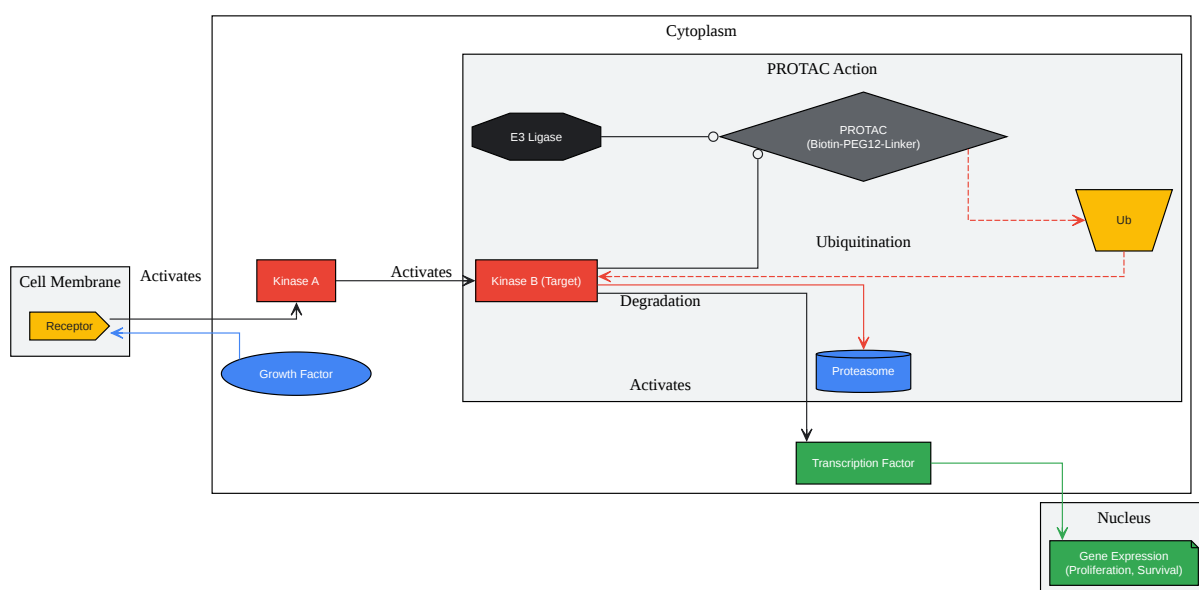 Cytoplasm
PROTAC Action
E3 Ligase
PROTAC
(Biotin-PEG12-Linker)
Ub
Ubiquitination
Cell Membrane
Activates
Kinase A
Activates
Kinase B (Target)
Degradation
Receptor
Growth Factor
Proteasome
Activates
Transcription Factor
Nucleus
Gene Expression
(Proliferation, Survival)